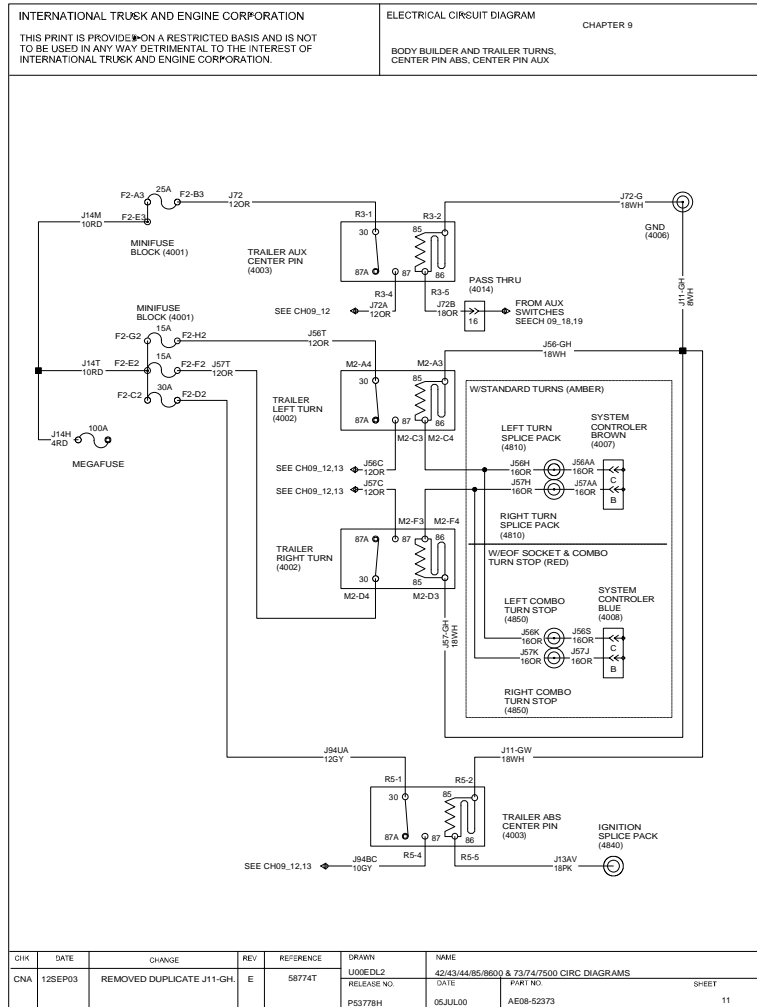 INTERNATIONAL TRUCK AND ENGINE CORPORATION
THIS PRINT IS PROVIDED ON A RESTRICTED BASIS AND IS NOT
TO BE USED IN ANY WAY DETRIMENTAL TO THE INTEREST OF
INTERNATIONAL TRUCK AND ENGINE CORPORATION.
ELECTRICAL CIRCUIT DIAGRAM
CHAPTER 9
BODY BUILDER AND TRAILER TURNS,
CENTER PIN ABS, CENTER PIN AUX
F2-A3
25A
F2-B3
J72
12OR
J14M
10RD
F2-E3
MINIFUSE
BLOCK (4001)
R3-1
R3-2
30
85
87A
87
86
TRAILER AUX
CENTER PIN
(4003)
R3-4
R3-5
SEE CH09_12
J72A
12OR
J72B
18OR
PASS THRU
(4014)
16
FROM AUX
SWITCHES
SEECH 09_18,19
J72-G
18WH
GND
(4006)
J11-GH
8WH
MINIFUSE
BLOCK (4001)
15A
F2-G2
F2-H2
J56T
12OR
15A
J14T
10RD
F2-E2
F2-F2
J57T
12OR
30A
F2-C2
F2-D2
J14H
4RD
100A
MEGAFUSE
M2-A4
M2-A3
J56-GH
18WH
30
85
87A
87
86
TRAILER
LEFT TURN
(4002)
M2-C3
M2-C4
SEE CH09_12,13
J56C
12OR
SEE CH09_12,13
J57C
12OR
W/STANDARD TURNS (AMBER)
LEFT TURN
SPLICE PACK
(4810)
SYSTEM
CONTROLER
BROWN
(4007)
J56H
16OR
J56AA
16OR
C
J57H
16OR
J57AA
16OR
B
RIGHT TURN
SPLICE PACK
(4810)
M2-F3
M2-F4
87A
87
86
30
85
TRAILER
RIGHT TURN
(4002)
M2-D4
M2-D3
J57-GH
18WH
W/EOF SOCKET & COMBO
TURN STOP (RED)
LEFT COMBO
TURN STOP
(4850)
SYSTEM
CONTROLER
BLUE
(4008)
J56K
16OR
J56S
16OR
C
J57K
16OR
J57J
16OR
B
RIGHT COMBO
TURN STOP
(4850)
J94UA
12GY
J11-GW
18WH
R5-1
R5-2
30
85
87A
87
86
TRAILER ABS
CENTER PIN
(4003)
IGNITION
SPLICE PACK
(4840)
R5-4
R5-5
SEE CH09_12,13
J94BC
10GY
J13AV
18PK
CHK DATE CHANGE REV REFERENCE DRAWN NAME
CNA 12SEP03 REMOVED DUPLICATE J11-GH. E 58774T U00EDL2 42/43/44/85/8600 & 73/74/7500 CIRC DIAGRAMS
RELEASE NO. DATE PART NO. SHEET
P53778H 05JUL00 AE08-52373 11